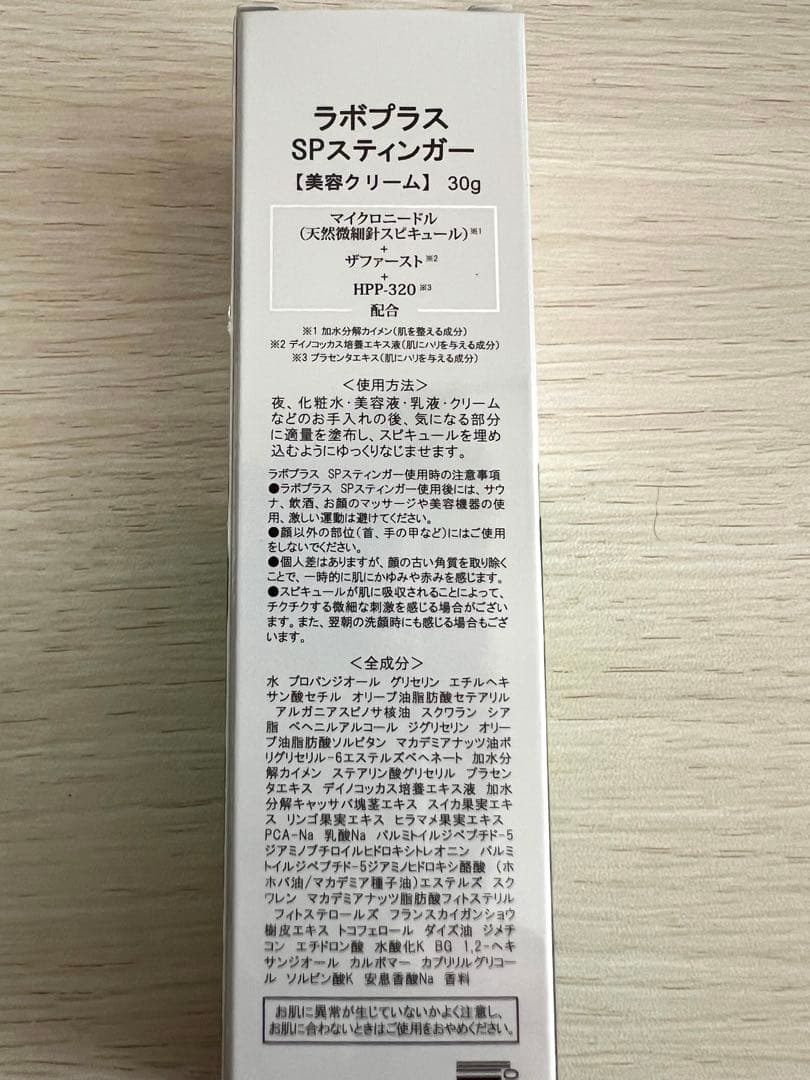 ラボプラス
SPスティンガー
【美容クリーム】 30g
マイクロニードル
(天然微細針スピキュール)※1
+
ザファースト※2
+
HPP-320※3
配合
※1 加水分解カイメン(肌を整える成分)
※2 デイノコッカス培養エキス液(肌にハリを与える成分)
※3 プラセンタエキス(肌にハリを与える成分)
＜使用方法＞
夜、化粧水・美容液・乳液・クリーム
などのお手入れの後、気になる部分
に適量を塗布し、スピキュールを埋め
込むようにゆっくりなじませます。
ラボプラス SPスティンガー使用時の注意事項
●ラボプラス SPスティンガー使用後には、サウ
ナ、飲酒、お顔のマッサージや美容機器の使
用、激しい運動は避けてください。
●顔以外の部位(首、手の甲など)にはご使用
をしないでください。
●個人差はありますが、顔の古い角質を取り除く
ことで、一時的に肌にかゆみや赤みを感じます。
●スピキュールが肌に吸収されることによって、
チクチクする微細な刺激を感じる場合がござい
ます。また、翌朝の洗顔時にも感じる場合もござ
います。
＜全成分＞
水 プロパンジオール グリセリン エチルヘキ
サン酸セチル オリーブ油脂肪酸セテアリル
アルガニアスピノサ核油 スクワラン シア
脂 ベヘニルアルコール ジグリセリン オリー
ブ油脂肪酸ソルビタン マカデミアナッツ油ポ
リグリセリル-6エステルズベヘネート 加水分
解カイメン ステアリン酸グリセリル プラセン
タエキス デイノコッカス培養エキス液 加水
分解キャッサバ塊茎エキス スイカ果実エキ
ス リンゴ果実エキス ヒラマメ果実エキス
PCA-Na 乳酸Na パルミトイルジペプチド-5
ジアミノブチロイルヒドロキシトレオニン パルミ
トイルジペプチド-5ジアミノヒドロキシ酪酸 (ホ
ホバ油/マカデミア種子油)エステルズ スク
ワレン マカデミアナッツ脂肪酸フィトステリル
フィトステロールズ フランスカイガンショウ
樹皮エキス トコフェロール ダイズ油 ジメチ
コン エチドロン酸 水酸化K BG 1,2-ヘキ
サンジオール カルボマー カプリリルグリコー
ル ソルビン酸K 安息香酸Na 香料
お肌に異常が生じていないかよく注意し、
お肌に合わないときはご使用をおやめください。